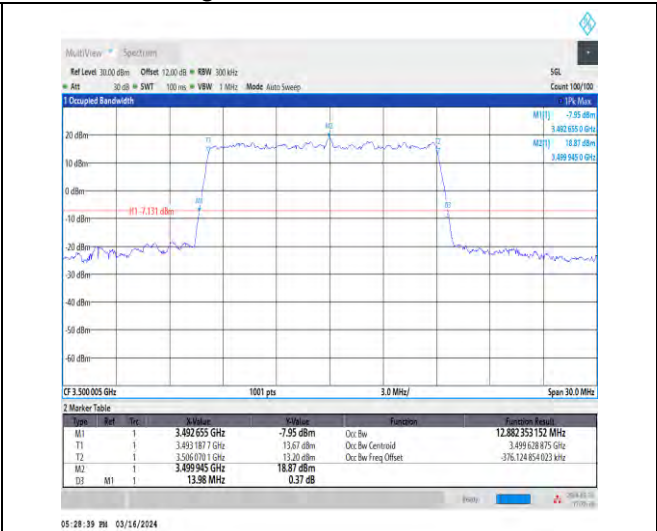 MultiView Spectrum
Ref Level 30.00 dBm Offset 12.00 dB RBW 300 kHz SGL
Att 30 dB SWT 100 ms VBW 1 MHz Mode Auto Sweep Count 100/100
1 Occupied Bandwidth 1Pk Max
M1[1] -7.95 dBm
3.492 655 0 GHz
M2[1] 18.87 dBm
3.499 945 0 GHz
M2
T1
T2
20 dBm
10 dBm
0 dBm
M1
D3
H1 -7.131 dBm
-10 dBm
-20 dBm
-30 dBm
-40 dBm
-50 dBm
-60 dBm
CF 3.500 005 GHz 1001 pts 3.0 MHz/ Span 30.0 MHz
2 Marker Table
Type Ref Trc X-Value Y-Value Function Function Result
M1 1 3.492 655 GHz -7.95 dBm Occ Bw 12.882 353 152 MHz
T1 1 3.493 187 7 GHz 13.67 dBm Occ Bw Centroid 3.499 628 875 GHz
T2 1 3.506 070 1 GHz 13.20 dBm Occ Bw Freq Offset -376.124 854 023 kHz
M2 1 3.499 945 GHz 18.87 dBm
D3 M1 1 13.98 MHz 0.37 dB
05:28:39 PM 03/16/2024